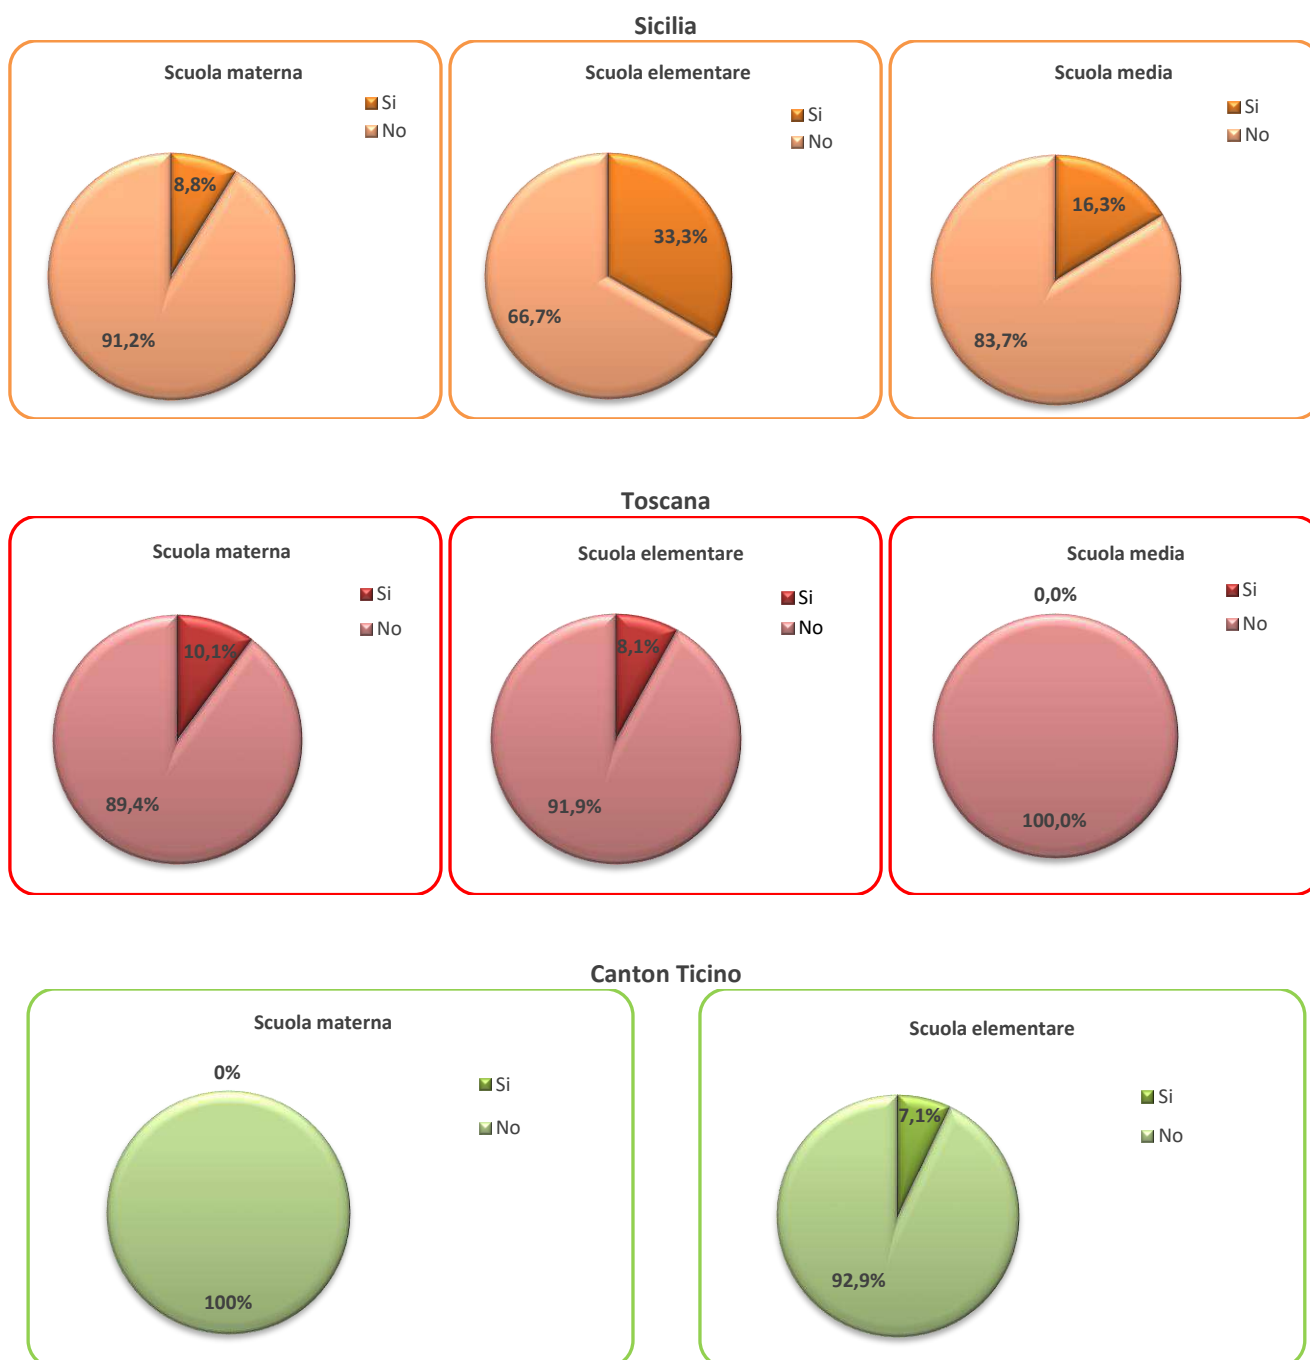 Sicilia
Scuola materna
Si
No
8,8%
91,2%
Scuola elementare
Si
No
33,3%
66,7%
Scuola media
Si
No
16,3%
83,7%
Toscana
Scuola materna
Si
No
10,1%
89,4%
Scuola elementare
Si
No
8,1%
91,9%
Scuola media
0,0%
Si
No
100,0%
Canton Ticino
Scuola materna
0%
Si
No
100%
Scuola elementare
Si
No
7,1%
92,9%